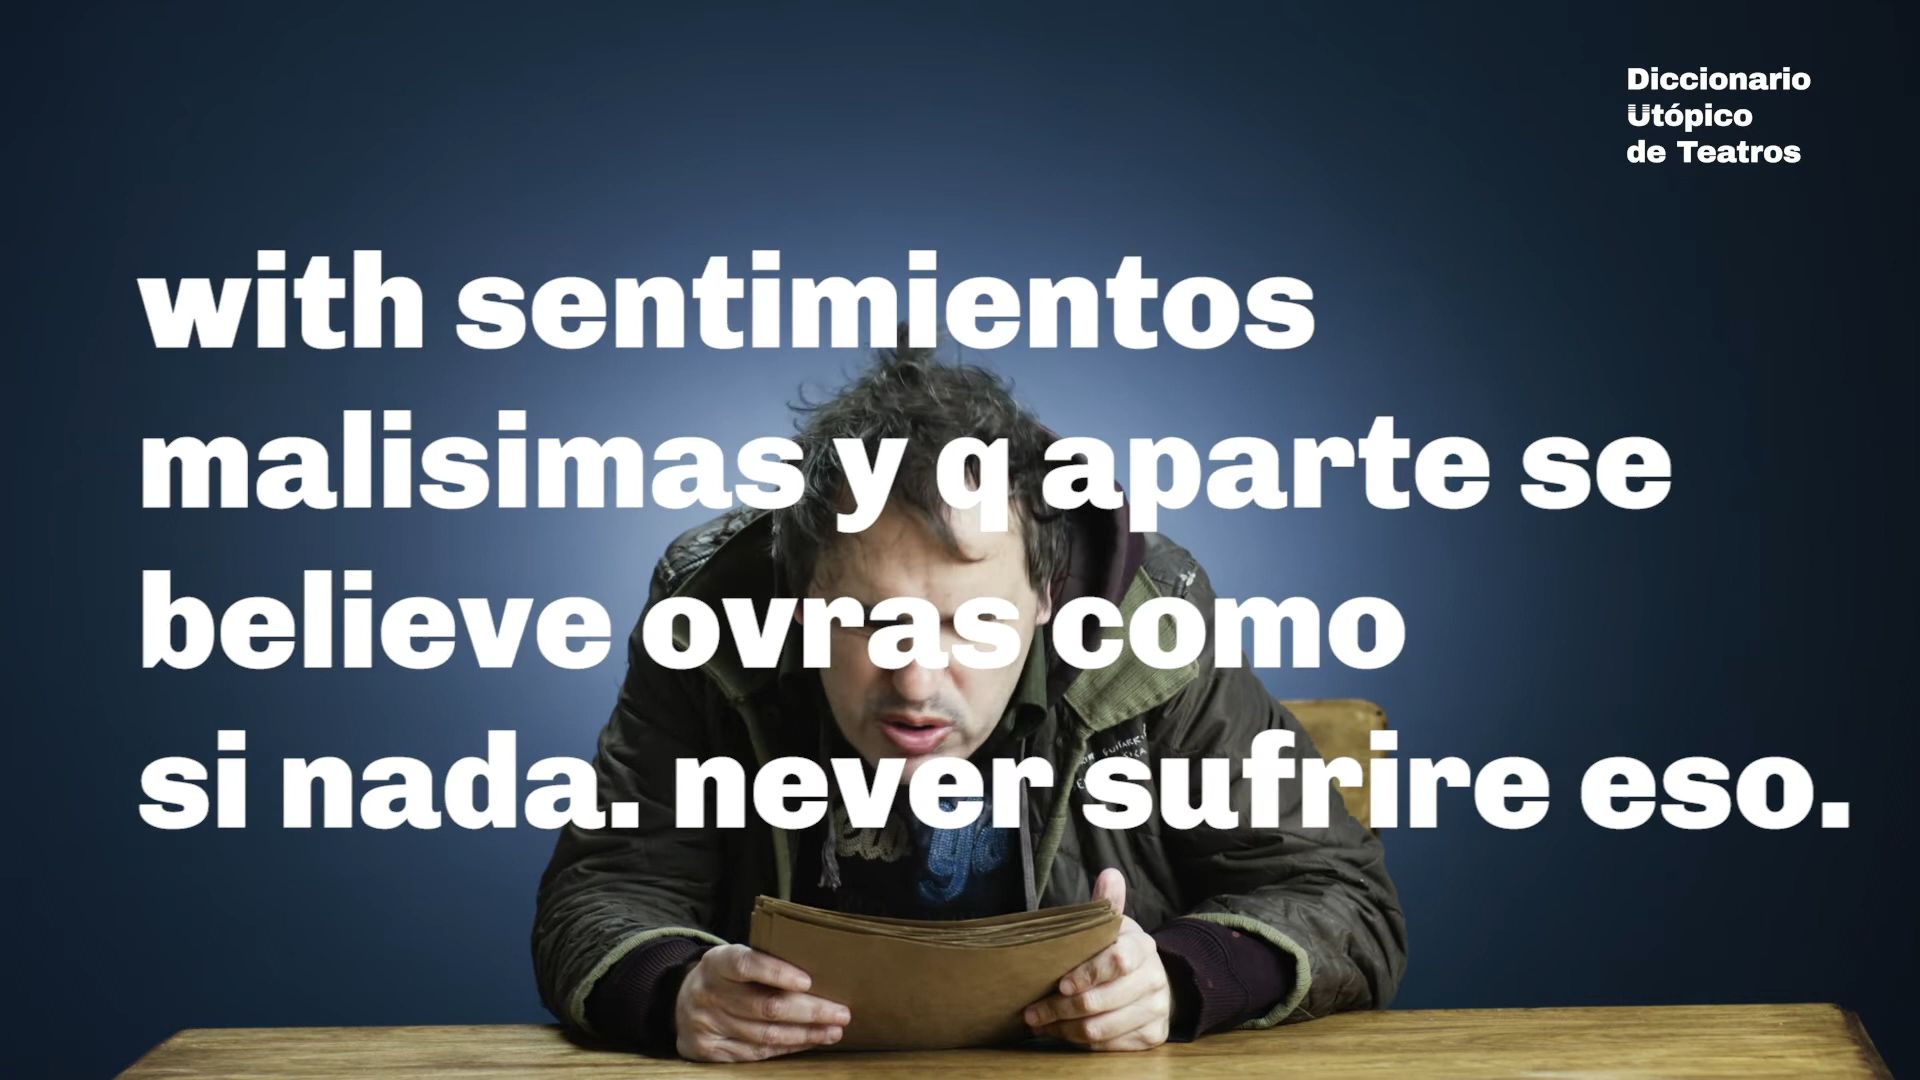 Diccionario
Utópico
de Teatros
with sentimientos
malisimas y q aparte se
believe ovras como
si nada. never sufrire eso.